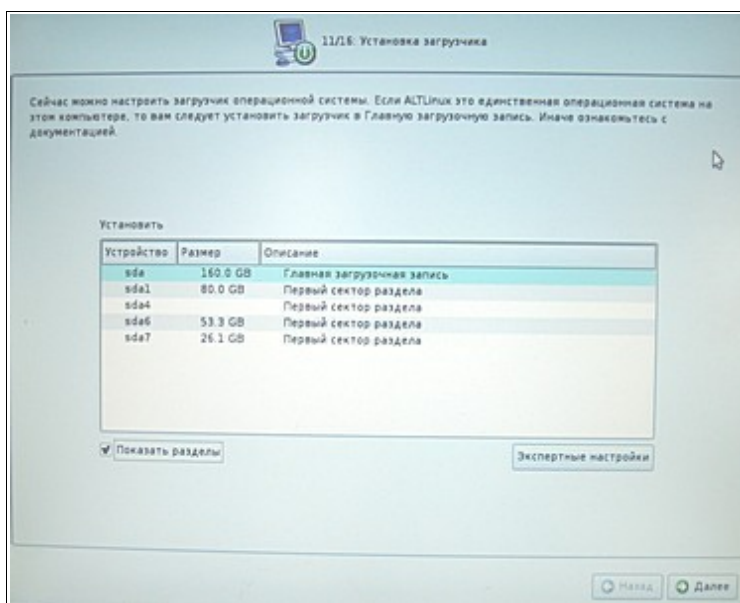 11/16: Установка загрузчика
Сейчас можно настроить загрузчик операционной системы. Если ALTLinux это единственная операционная система на
этом компьютере, то вам следует установить загрузчик в Главную загрузочную запись. Иначе ознакомьтесь с
документацией.
Установить
Устройство Размер Описание
sda 160.0 GB Главная загрузочная запись
sda1 80.0 GB Первый сектор раздела
sda4 Первый сектор раздела
sda6 53.3 GB Первый сектор раздела
sda7 26.1 GB Первый сектор раздела
Показать разделы
Экспертные настройки
Назад Далее